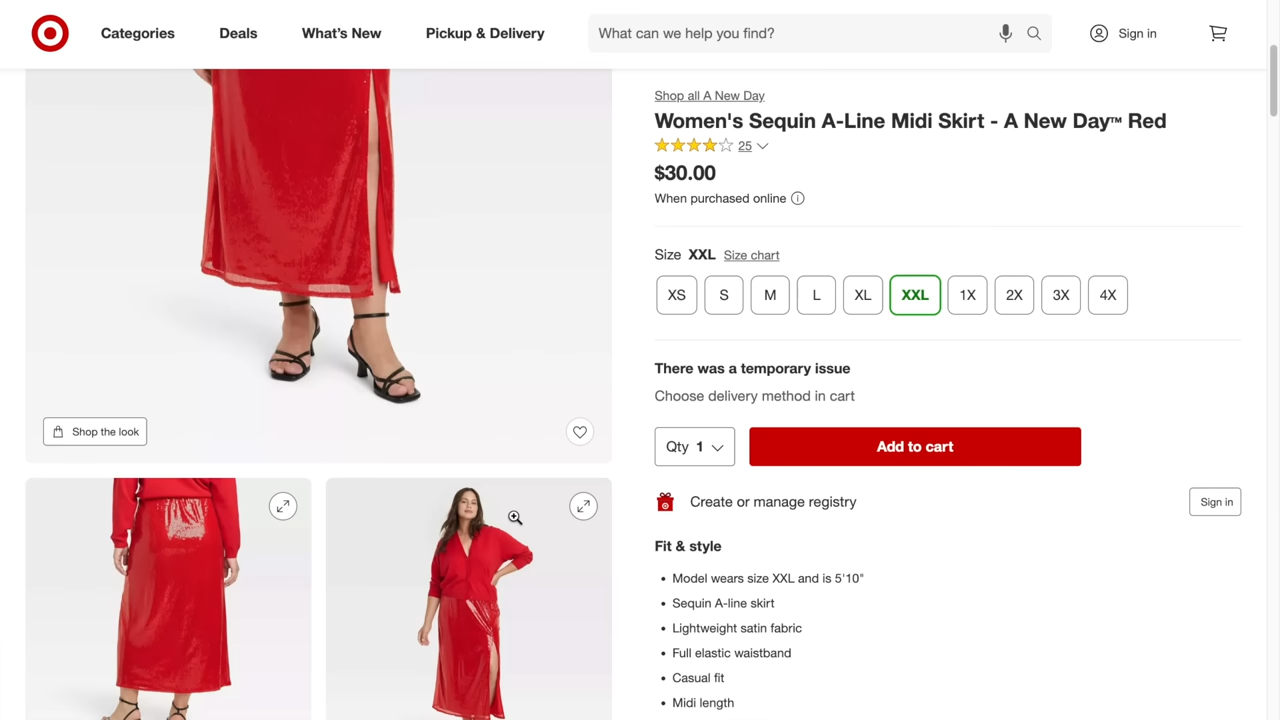 Categories
Deals
What's New
Pickup & Delivery
What can we help you find?
Sign in
Shop all A New Day
Women's Sequin A-Line Midi Skirt - A New Day™ Red
25
$30.00
When purchased online
Size XXL Size chart
XS S M L XL XXL 1X 2X 3X 4X
There was a temporary issue
Choose delivery method in cart
Qty 1
Add to cart
Shop the look
Create or manage registry
Sign in
Fit & style
• Model wears size XXL and is 5'10"
• Sequin A-line skirt
• Lightweight satin fabric
• Full elastic waistband
• Casual fit
• Midi length